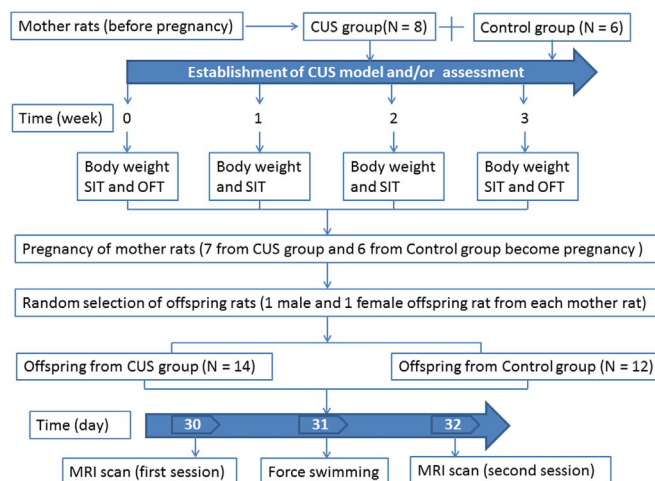 Mother rats (before pregnancy)
CUS group(N = 8)
Control group (N = 6)
Establishment of CUS model and/or assessment
Time (week)
0
1
2
3
Body weight
SIT and OFT
Body weight
and SIT
Body weight
and SIT
Body weight
SIT and OFT
Pregnancy of mother rats (7 from CUS group and 6 from Control group become pregnancy )
Random selection of offspring rats (1 male and 1 female offspring rat from each mother rat)
Offspring from CUS group (N = 14)
Offspring from Control group (N = 12)
Time (day)
30
31
32
MRI scan (first session)
Force swimming
MRI scan (second session)